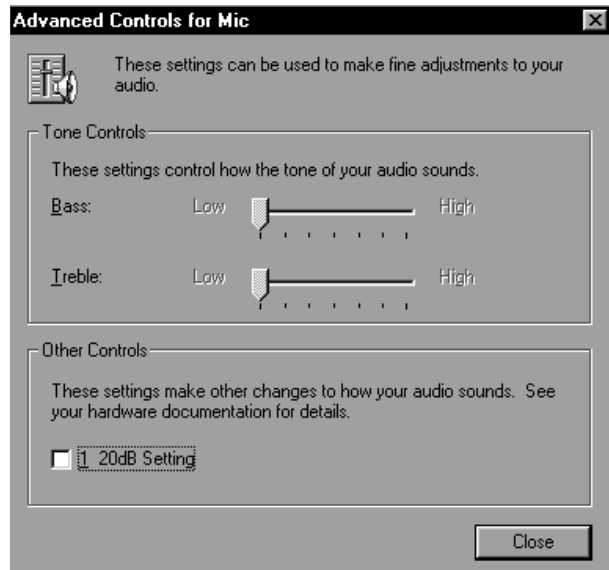 Advanced Controls for Mic
These settings can be used to make fine adjustments to your
audio.
Tone Controls
These settings control how the tone of your audio sounds.
Bass: Low High
Treble: Low High
Other Controls
These settings make other changes to how your audio sounds. See
your hardware documentation for details.
1 20dB Setting
Close